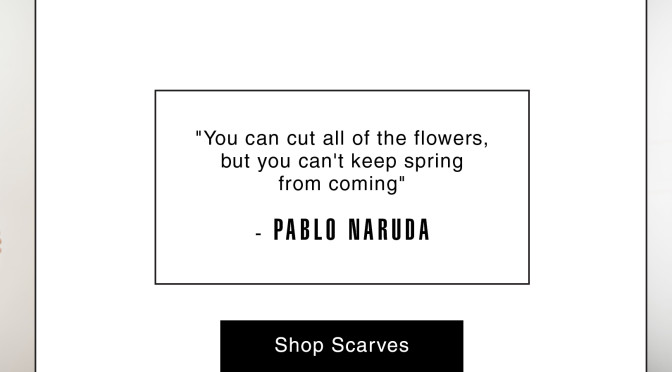 "You can cut all of the flowers,
but you can't keep spring
from coming"
- PABLO NARUDA
Shop Scarves